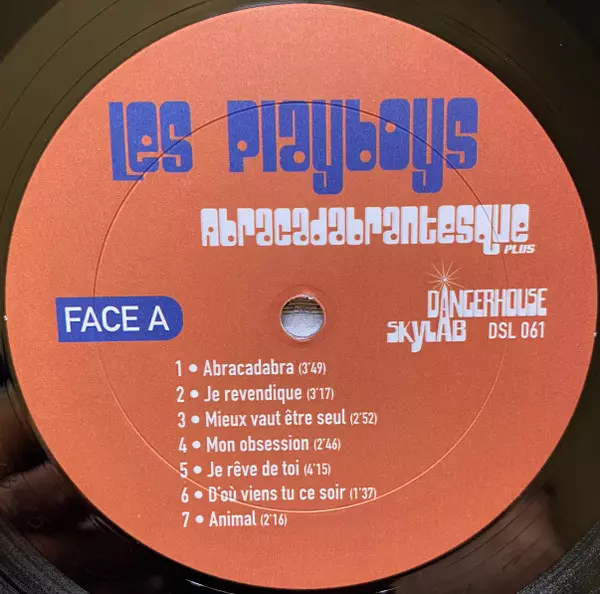 Les Playboys
Abracadabrantesque
PLUS
DANGERHOUSE
SKYLAB DSL 061
FACE A
1 • Abracadabra (3'49)
2 • Je revendique (3'17)
3 • Mieux vaut être seul (2'52)
4 • Mon obsession (2'46)
5 • Je rêve de toi (4'15)
6 • D'où viens tu ce soir (1'37)
7 • Animal (2'16)